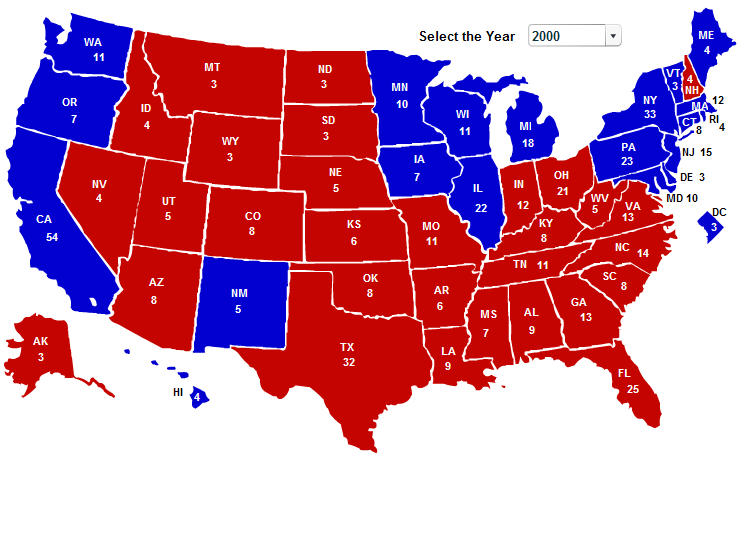 Select the Year 2000
WA
11
OR
7
CA
54
ID
4
NV
4
MT
3
WY
3
UT
5
AZ
8
CO
8
NM
5
ND
3
SD
3
NE
5
KS
6
OK
8
TX
32
MN
10
IA
7
MO
11
AR
6
LA
9
WI
11
IL
22
MI
18
IN
12
OH
21
KY
8
TN 11
MS
7
AL
9
GA
13
FL
25
SC
8
NC 14
VA
13
WV
5
PA
23
NY
33
VT
3
4
NH
ME
4
MA 12
RI
4
CT
8
NJ 15
DE 3
MD 10
DC
3
AK
3
HI 4